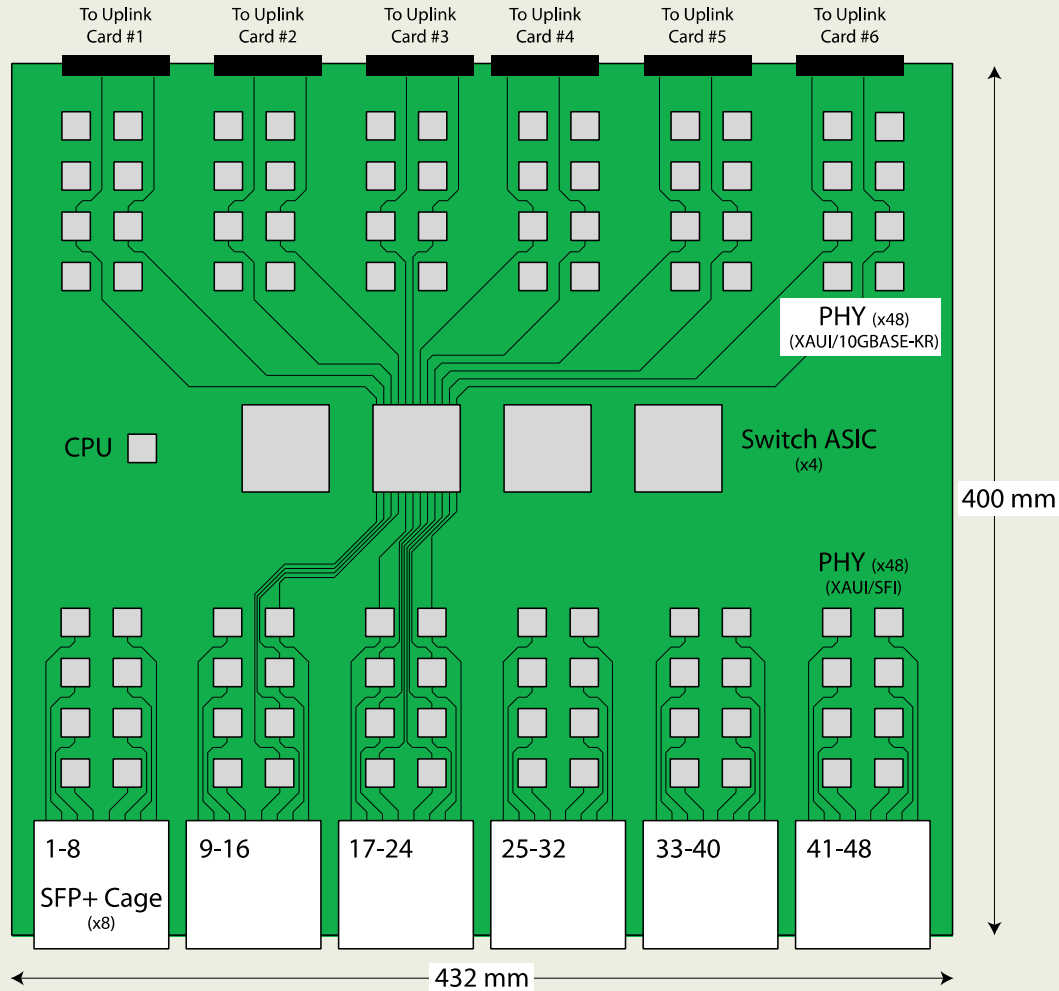 To Uplink
Card #1
To Uplink
Card #2
To Uplink
Card #3
To Uplink
Card #4
To Uplink
Card #5
To Uplink
Card #6
PHY (x48)
(XAUI/10GBASE-KR)
CPU
Switch ASIC
(x4)
400 mm
PHY (x48)
(XAUI/SFI)
1-8
SFP+ Cage
(x8)
9-16
17-24
25-32
33-40
41-48
432 mm